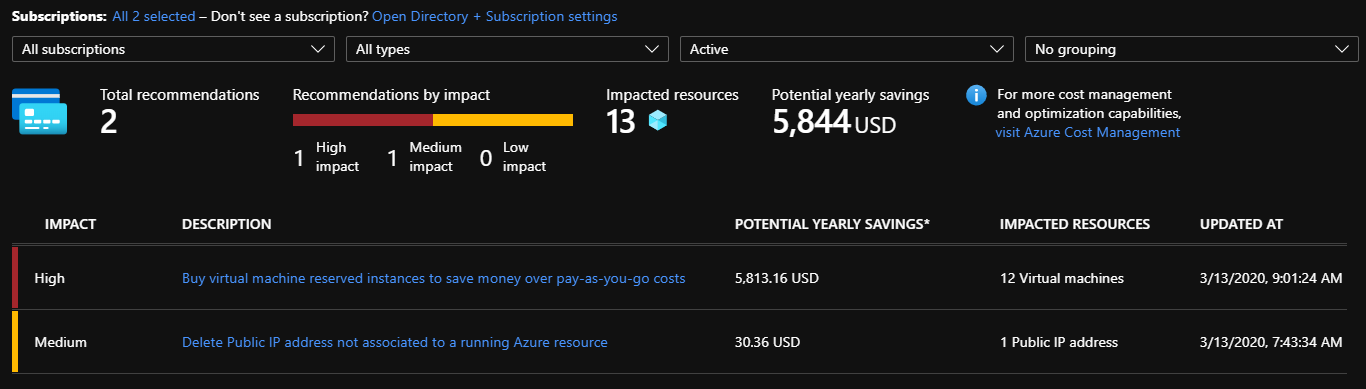 Subscriptions: All 2 selected – Don't see a subscription? Open Directory + Subscription settings
All subscriptions All types Active No grouping
Total recommendations
2
Recommendations by impact
1 High impact
1 Medium impact
0 Low impact
Impacted resources
13
Potential yearly savings
5,844 USD
For more cost management
and optimization capabilities,
visit Azure Cost Management
IMPACT DESCRIPTION POTENTIAL YEARLY SAVINGS* IMPACTED RESOURCES UPDATED AT
High Buy virtual machine reserved instances to save money over pay-as-you-go costs 5,813.16 USD 12 Virtual machines 3/13/2020, 9:01:24 AM
Medium Delete Public IP address not associated to a running Azure resource 30.36 USD 1 Public IP address 3/13/2020, 7:43:34 AM